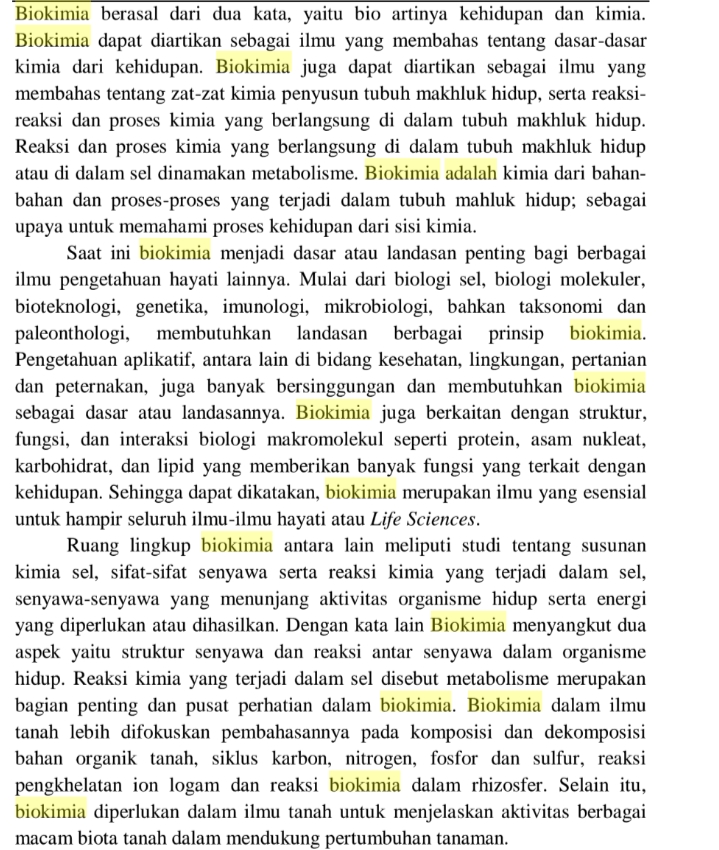 Biokimia berasal dari dua kata, yaitu bio artinya kehidupan dan kimia.
Biokimia dapat diartikan sebagai ilmu yang membahas tentang dasar-dasar
kimia dari kehidupan. Biokimia juga dapat diartikan sebagai ilmu yang
membahas tentang zat-zat kimia penyusun tubuh makhluk hidup, serta reaksi-
reaksi dan proses kimia yang berlangsung di dalam tubuh makhluk hidup.
Reaksi dan proses kimia yang berlangsung di dalam tubuh makhluk hidup
atau di dalam sel dinamakan metabolisme. Biokimia adalah kimia dari bahan-
bahan dan proses-proses yang terjadi dalam tubuh mahluk hidup; sebagai
upaya untuk memahami proses kehidupan dari sisi kimia.
Saat ini biokimia menjadi dasar atau landasan penting bagi berbagai
ilmu pengetahuan hayati lainnya. Mulai dari biologi sel, biologi molekuler,
bioteknologi, genetika, imunologi, mikrobiologi, bahkan taksonomi dan
paleonthologi, membutuhkan landasan berbagai prinsip biokimia.
Pengetahuan aplikatif, antara lain di bidang kesehatan, lingkungan, pertanian
dan peternakan, juga banyak bersinggungan dan membutuhkan biokimia
sebagai dasar atau landasannya. Biokimia juga berkaitan dengan struktur,
fungsi, dan interaksi biologi makromolekul seperti protein, asam nukleat,
karbohidrat, dan lipid yang memberikan banyak fungsi yang terkait dengan
kehidupan. Sehingga dapat dikatakan, biokimia merupakan ilmu yang esensial
untuk hampir seluruh ilmu-ilmu hayati atau Life Sciences.
Ruang lingkup biokimia antara lain meliputi studi tentang susunan
kimia sel, sifat-sifat senyawa serta reaksi kimia yang terjadi dalam sel,
senyawa-senyawa yang menunjang aktivitas organisme hidup serta energi
yang diperlukan atau dihasilkan. Dengan kata lain Biokimia menyangkut dua
aspek yaitu struktur senyawa dan reaksi antar senyawa dalam organisme
hidup. Reaksi kimia yang terjadi dalam sel disebut metabolisme merupakan
bagian penting dan pusat perhatian dalam biokimia. Biokimia dalam ilmu
tanah lebih difokuskan pembahasannya pada komposisi dan dekomposisi
bahan organik tanah, siklus karbon, nitrogen, fosfor dan sulfur, reaksi
pengkhelatan ion logam dan reaksi biokimia dalam rhizosfer. Selain itu,
biokimia diperlukan dalam ilmu tanah untuk menjelaskan aktivitas berbagai
macam biota tanah dalam mendukung pertumbuhan tanaman.